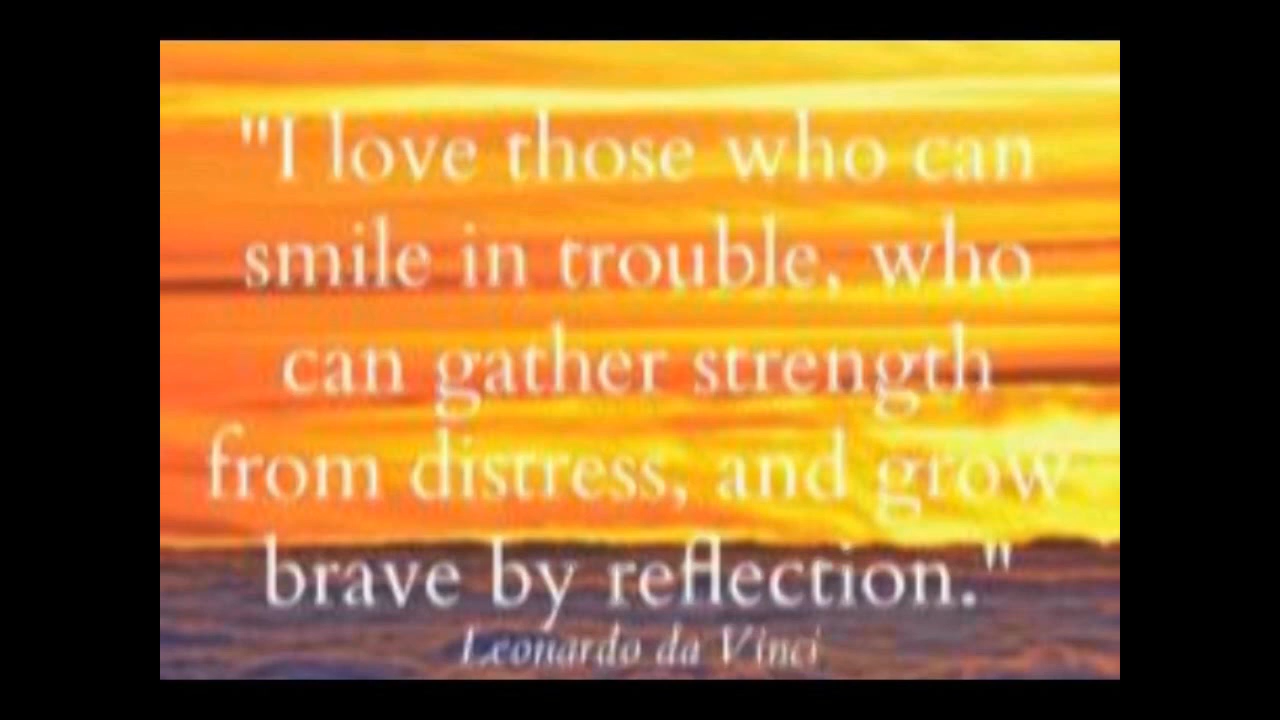 "I love those who can
smile in trouble, who
can gather strength
from distress, and grow
brave by reflection."
Leonardo da Vinci